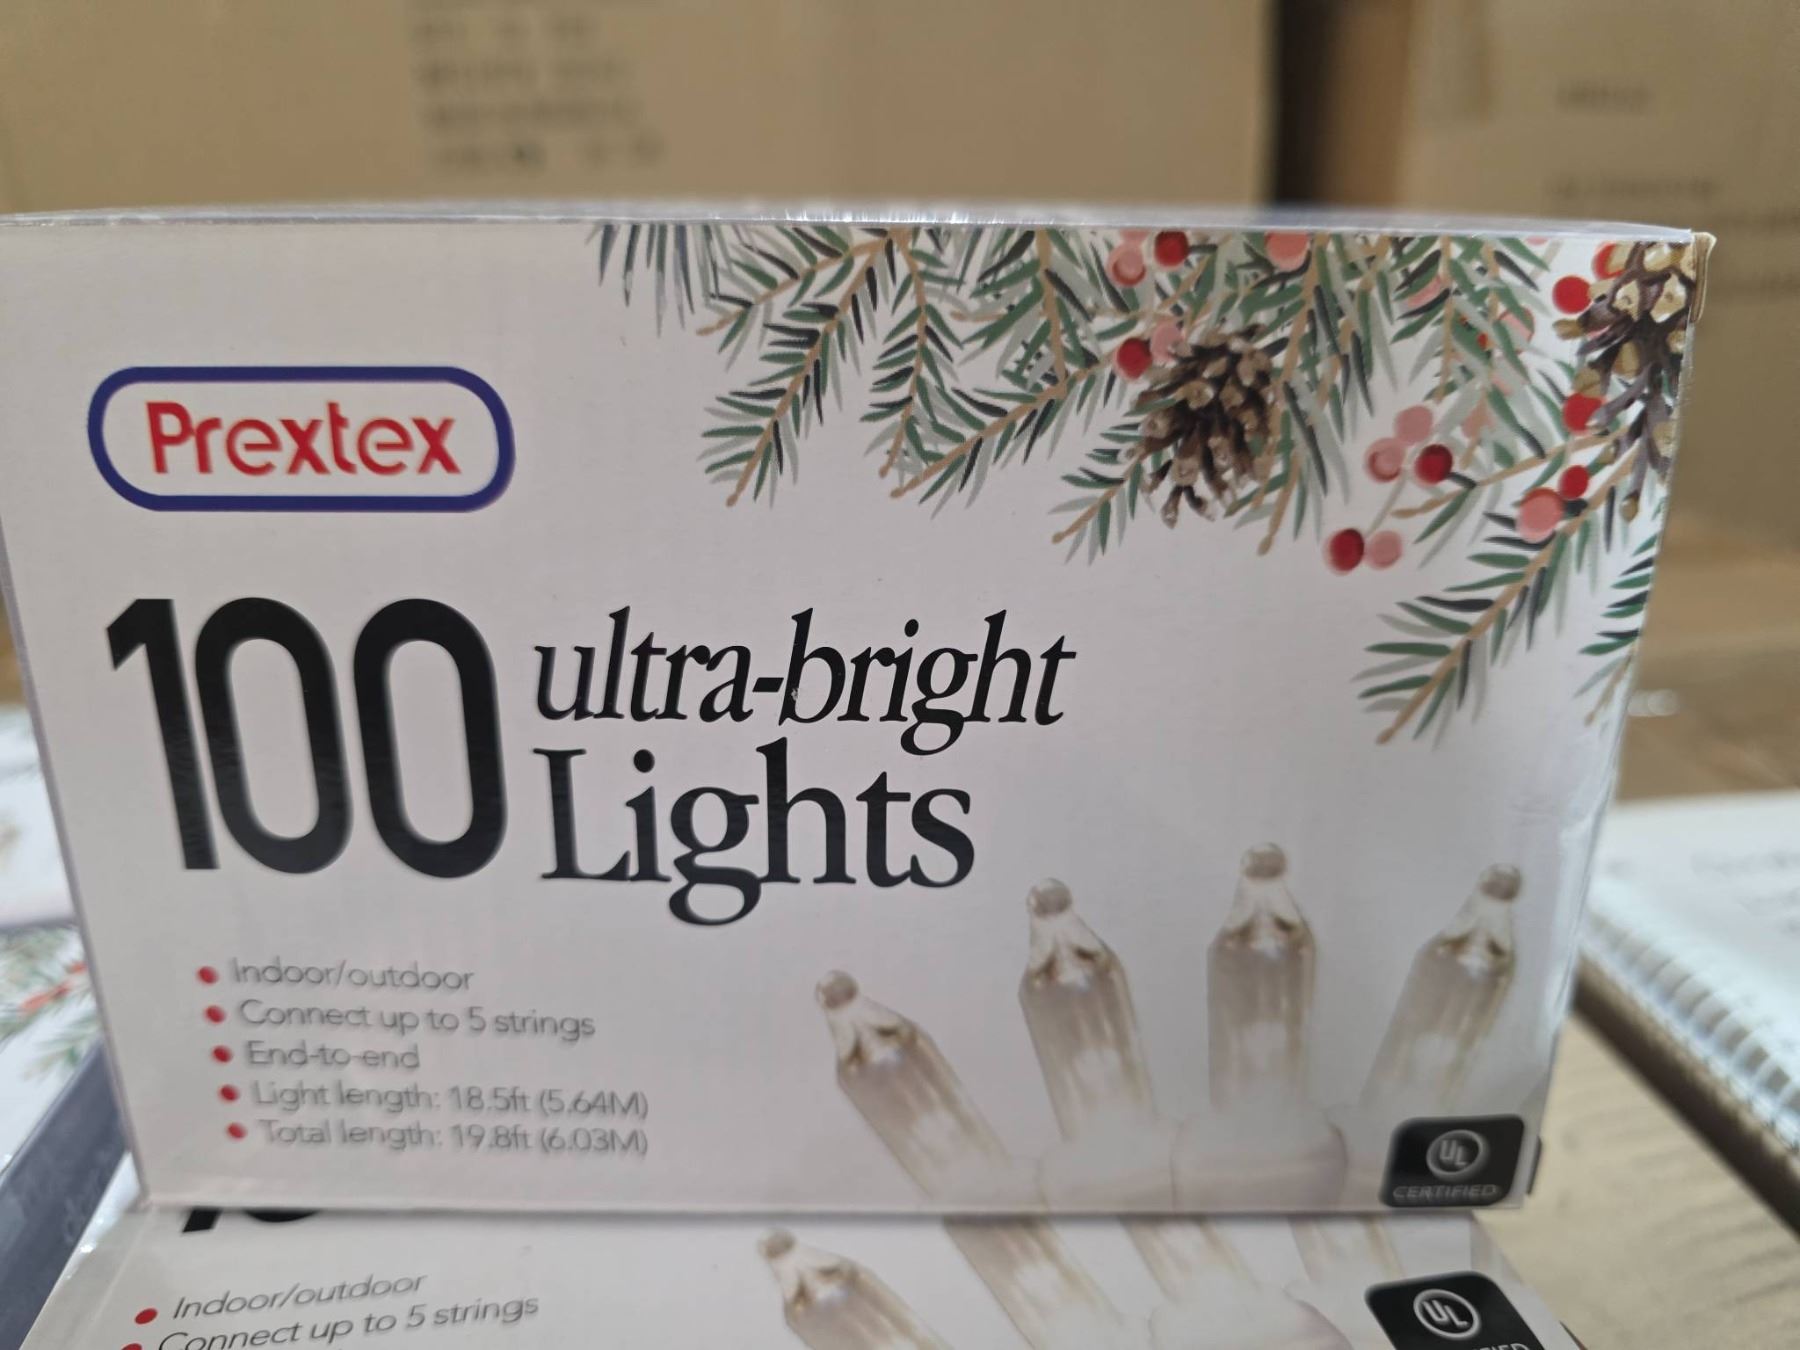 Prextex
100 ultra-bright
Lights
Indoor/outdoor
Connect up to 5 strings
End-to-end
Light length: 18.5ft (5.64M)
Total length: 19.8ft (6.03M)
UL
CERTIFIED
Indoor/outdoor
Connect up to 5 strings
UL